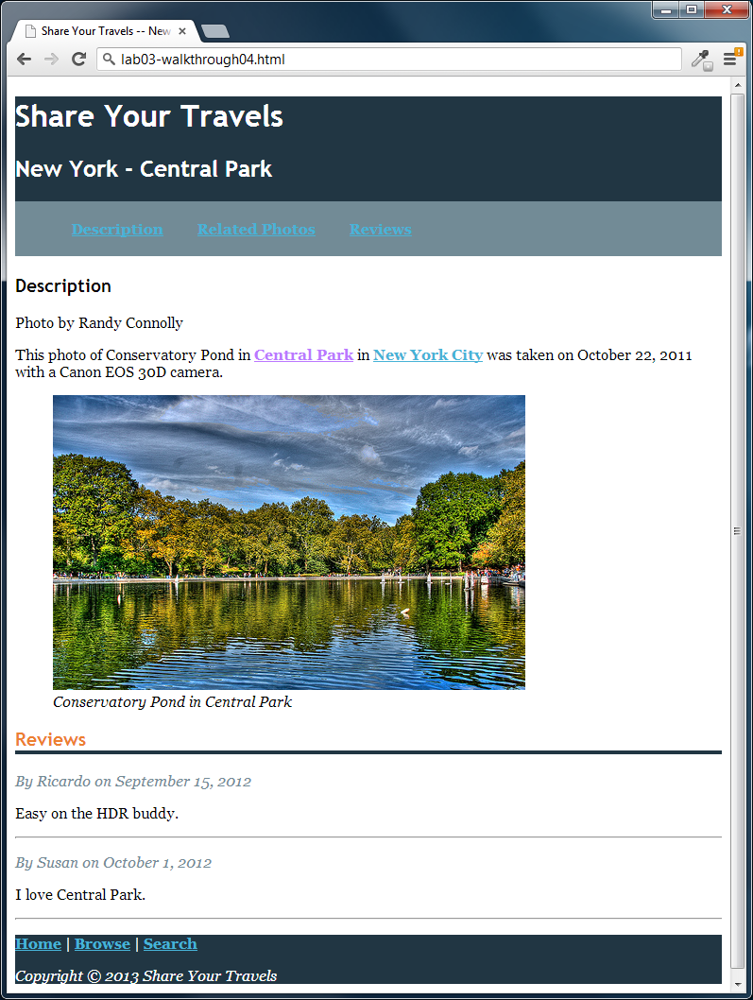 Share Your Travels -- New
lab03-walkthrough04.html
Share Your Travels
New York - Central Park
Description Related Photos Reviews
Description
Photo by Randy Connolly
This photo of Conservatory Pond in Central Park in New York City was taken on October 22, 2011
with a Canon EOS 30D camera.
Conservatory Pond in Central Park
Reviews
By Ricardo on September 15, 2012
Easy on the HDR buddy.
By Susan on October 1, 2012
I love Central Park.
Home | Browse | Search
Copyright © 2013 Share Your Travels